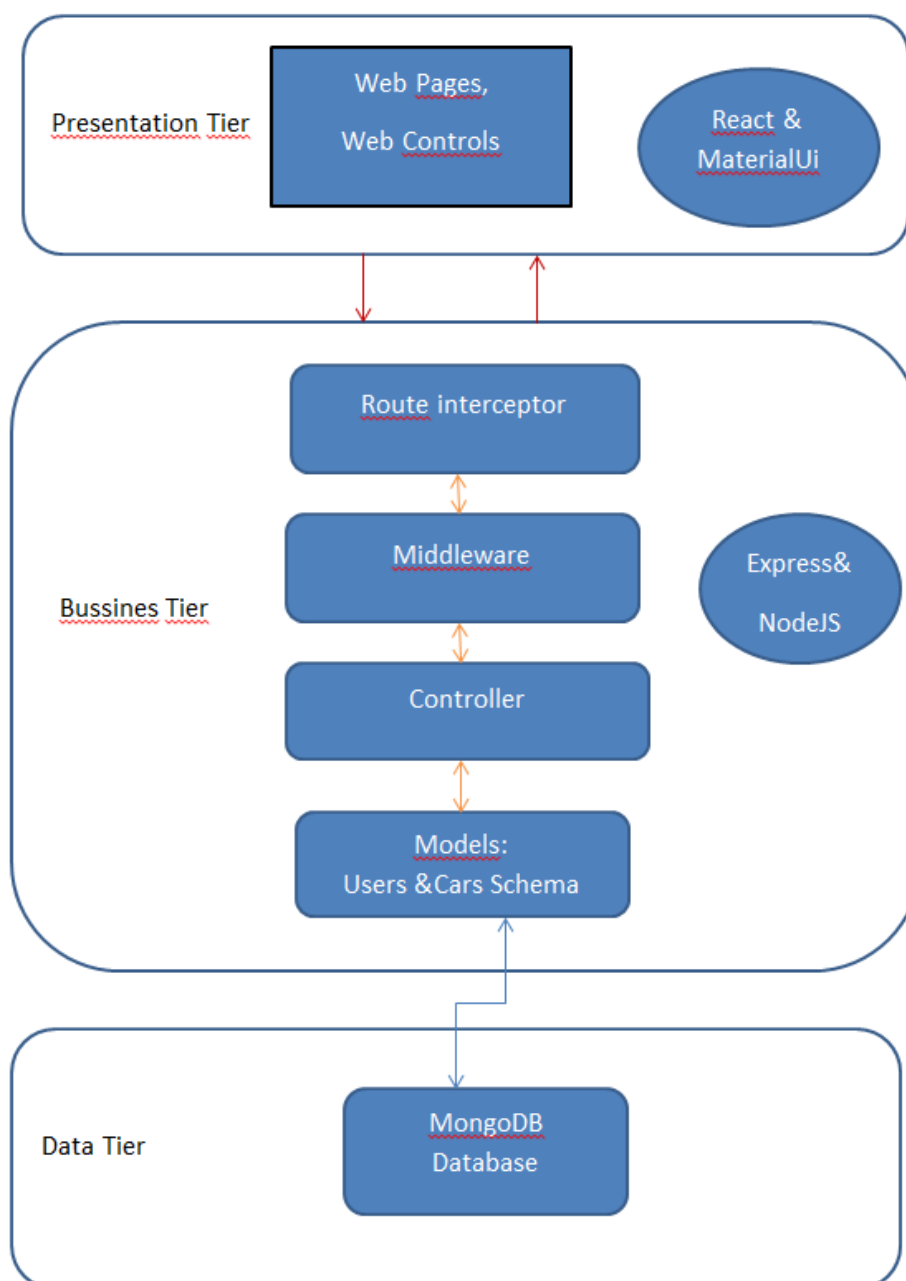 Web Pages,
Web Controls
Presentation Tier
React &
MaterialUi
Route interceptor
Middleware
Bussines Tier
Express&
NodeJS
Controller
Models:
Users &Cars Schema
Data Tier
MongoDB
Database